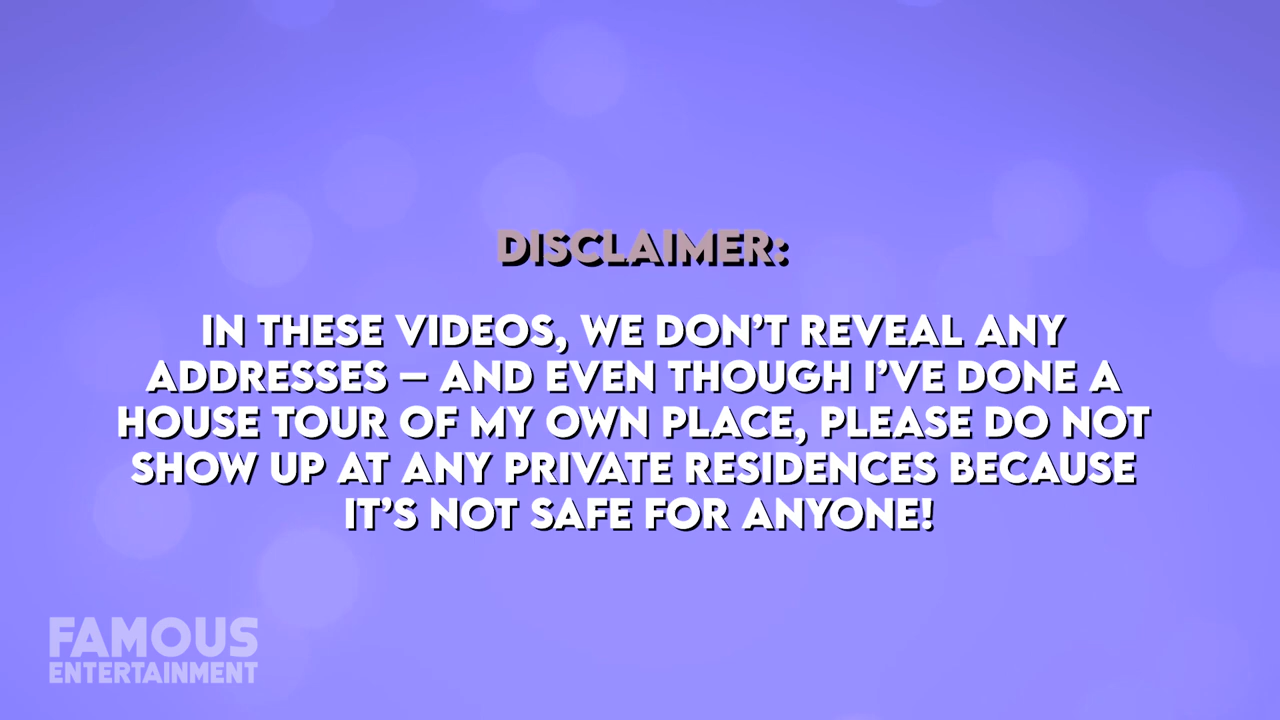 DISCLAIMER:
IN THESE VIDEOS, WE DON'T REVEAL ANY
ADDRESSES – AND EVEN THOUGH I'VE DONE A
HOUSE TOUR OF MY OWN PLACE, PLEASE DO NOT
SHOW UP AT ANY PRIVATE RESIDENCES BECAUSE
IT'S NOT SAFE FOR ANYONE!
FAMOUS
ENTERTAINMENT